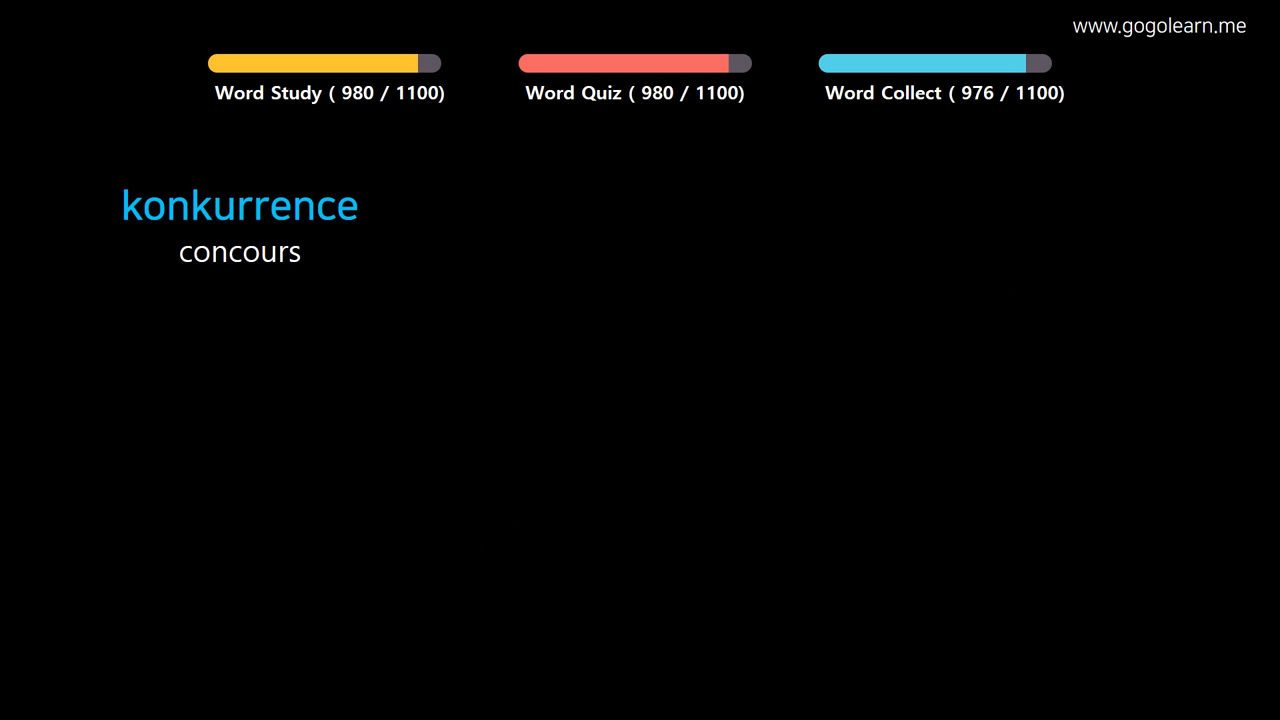 www.gogolearn.me
Word Study ( 980 / 1100)
Word Quiz ( 980 / 1100)
Word Collect ( 976 / 1100)
konkurrence
concours